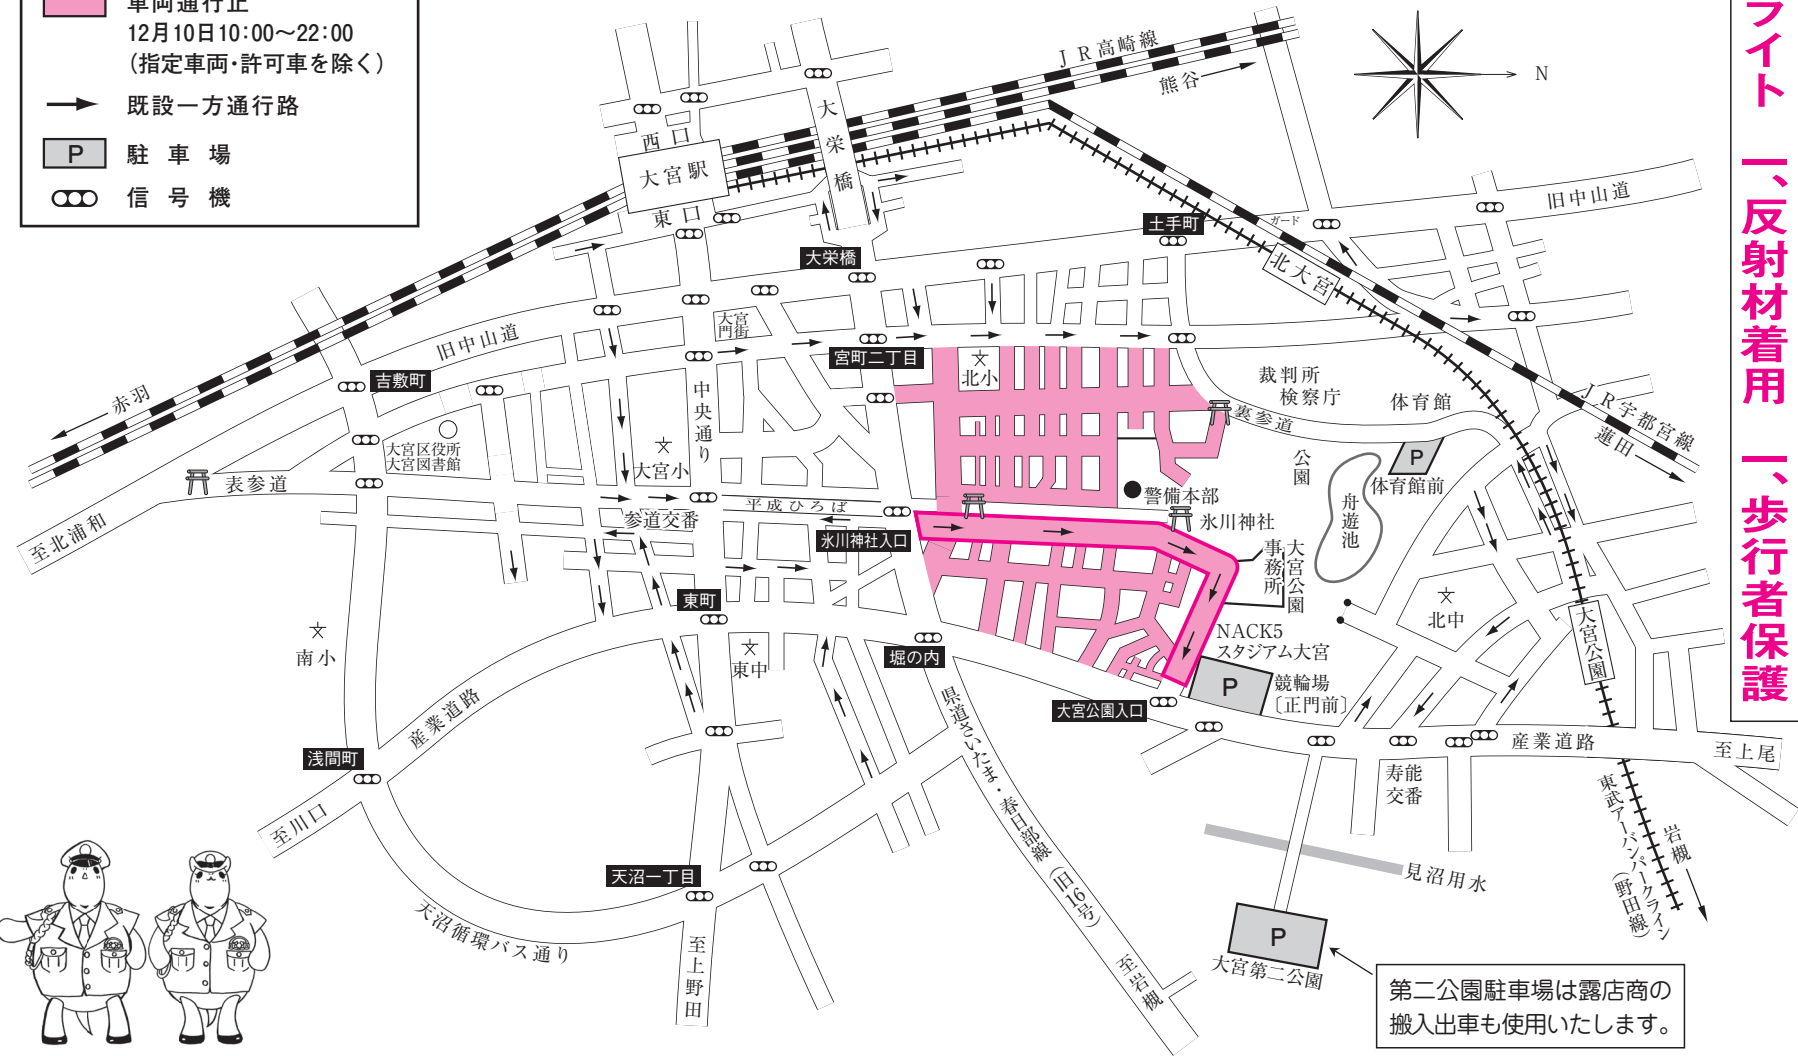 車両通行止
12月10日10:00〜22:00
(指定車両・許可車を除く)
既設一方通行路
P
駐車場
信号機
JR高崎線
熊谷
N
大栄橋
西口
大宮駅
東口
大栄橋
土手町
ガード
北大宮
旧中山道
大宮門街
旧中山道
吉敷町
赤羽
宮町二丁目
北小
裁判所
検察庁
体育館
裏参道
JR宇都宮線
蓮田
P
体育館前
公園
舟遊池
中央通り
大宮区役所
大宮図書館
大宮小
表参道
至北浦和
平成ひろば
参道交番
氷川神社入口
警備本部
氷川神社
大宮公園
事務所
東町
東中
南小
堀の内
NACK5
スタジアム大宮
P
競輪場
〔正門前〕
大宮公園入口
北中
大宮公園
産業道路
浅間町
至川口
県道さいたま・春日部線(旧16号)
至岩槻
産業道路
至上尾
寿能
交番
東武アーバンパークライン
(野田線)
岩槻
見沼用水
天沼一丁目
天沼循環バス通り
至上野田
P
大宮第二公園
第二公園駐車場は露店商の
搬入出車も使用いたします。
フイト
一、反射材着用
一、歩行者保護